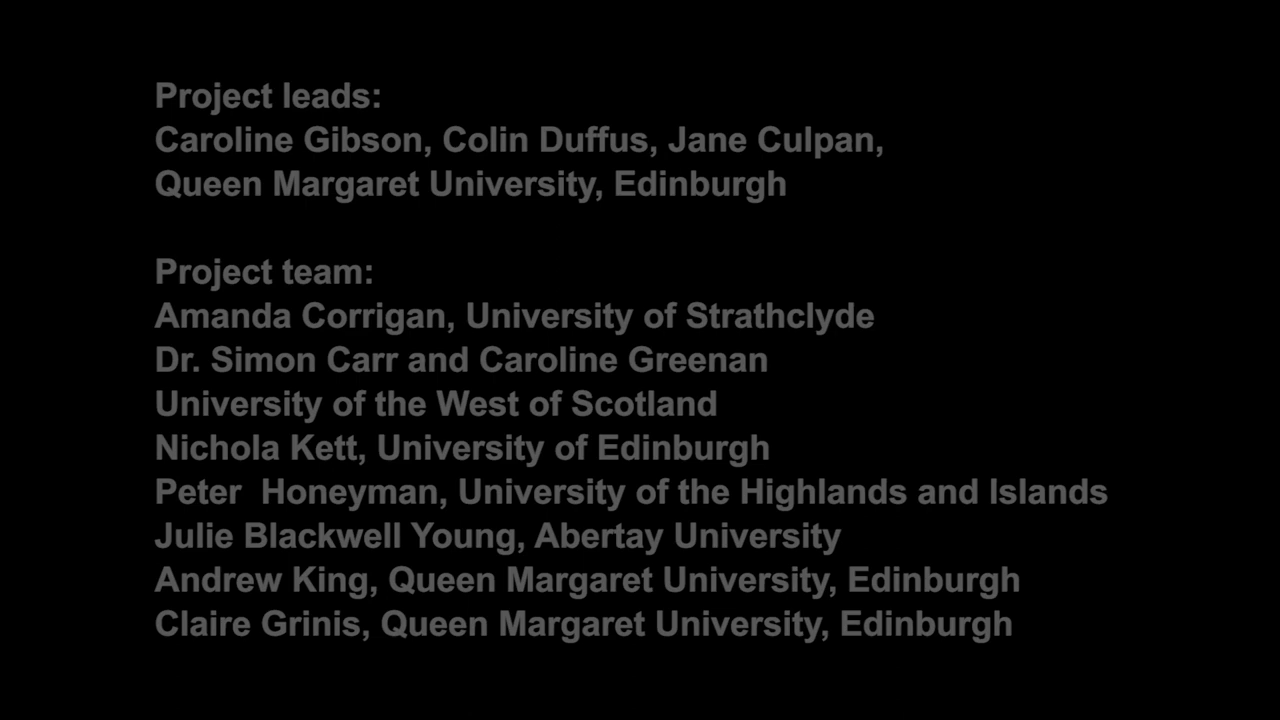 Project leads:
Caroline Gibson, Colin Duffus, Jane Culpan,
Queen Margaret University, Edinburgh
Project team:
Amanda Corrigan, University of Strathclyde
Dr. Simon Carr and Caroline Greenan
University of the West of Scotland
Nichola Kett, University of Edinburgh
Peter  Honeyman, University of the Highlands and Islands
Julie Blackwell Young, Abertay University
Andrew King, Queen Margaret University, Edinburgh
Claire Grinis, Queen Margaret University, Edinburgh